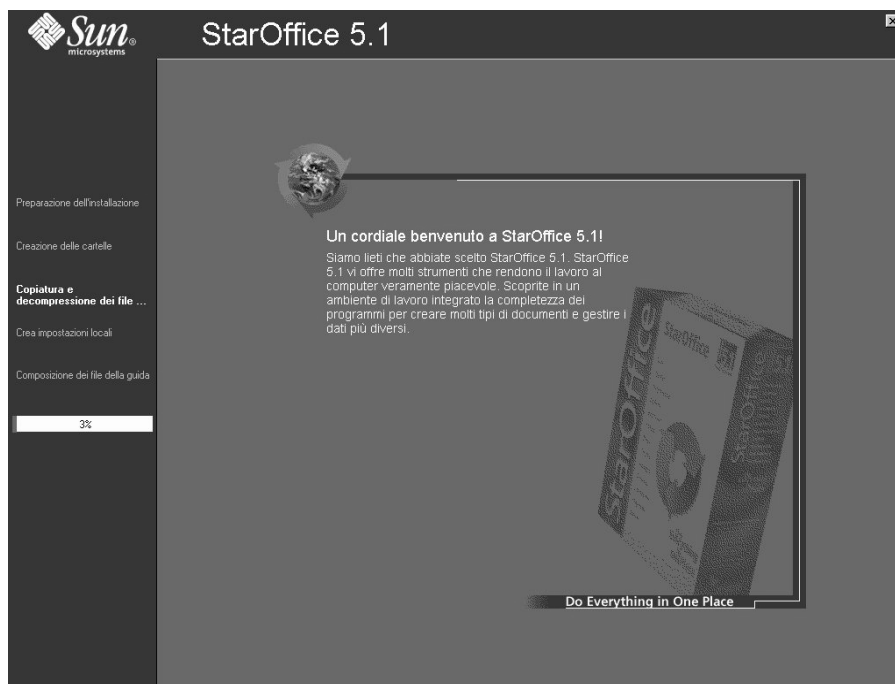 Sun®
microsystems
StarOffice 5.1
Preparazione dell'installazione
Creazione delle cartelle
Copiatura e
decompressione dei file ...
Crea impostazioni locali
Composizione dei file della guida
3%
Un cordiale benvenuto a StarOffice 5.1!
Siamo lieti che abbiate scelto StarOffice 5.1. StarOffice
5.1 vi offre molti strumenti che rendono il lavoro al
computer veramente piacevole. Scoprite in un
ambiente di lavoro integrato la completezza dei
programmi per creare molti tipi di documenti e gestire i
dati più diversi.
StarOffice
StarOffice
StarOffice
Do Everything in One Place